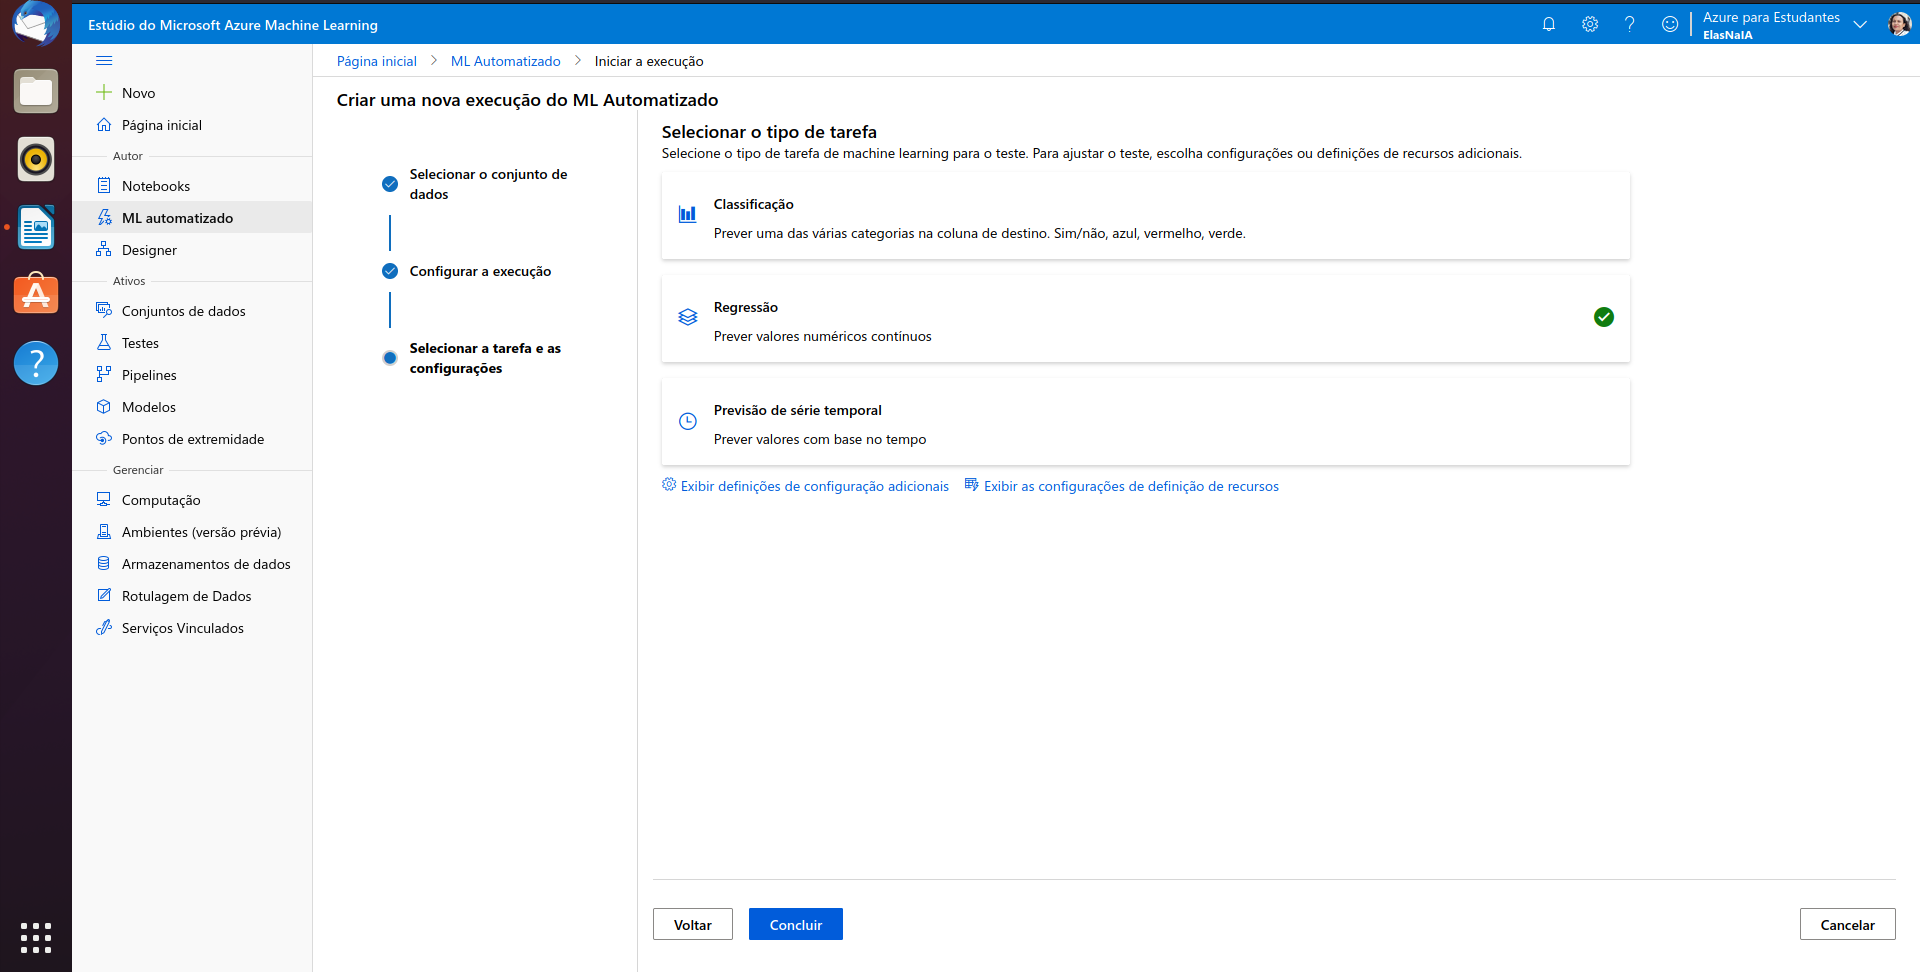 Estúdio do Microsoft Azure Machine Learning
Azure para Estudantes
ElasNaIA
Novo
Página inicial
Autor
Notebooks
ML automatizado
Designer
Ativos
Conjuntos de dados
Testes
Pipelines
Modelos
Pontos de extremidade
Gerenciar
Computação
Ambientes (versão prévia)
Armazenamentos de dados
Rotulagem de Dados
Serviços Vinculados
Página inicial > ML Automatizado > Iniciar a execução
Criar uma nova execução do ML Automatizado
Selecionar o conjunto de
dados
Configurar a execução
Selecionar a tarefa e as
configurações
Selecionar o tipo de tarefa
Selecione o tipo de tarefa de machine learning para o teste. Para ajustar o teste, escolha configurações ou definições de recursos adicionais.
Classificação
Prever uma das várias categorias na coluna de destino. Sim/não, azul, vermelho, verde.
Regressão
Prever valores numéricos contínuos
Previsão de série temporal
Prever valores com base no tempo
Exibir definições de configuração adicionais Exibir as configurações de definição de recursos
Voltar Concluir Cancelar